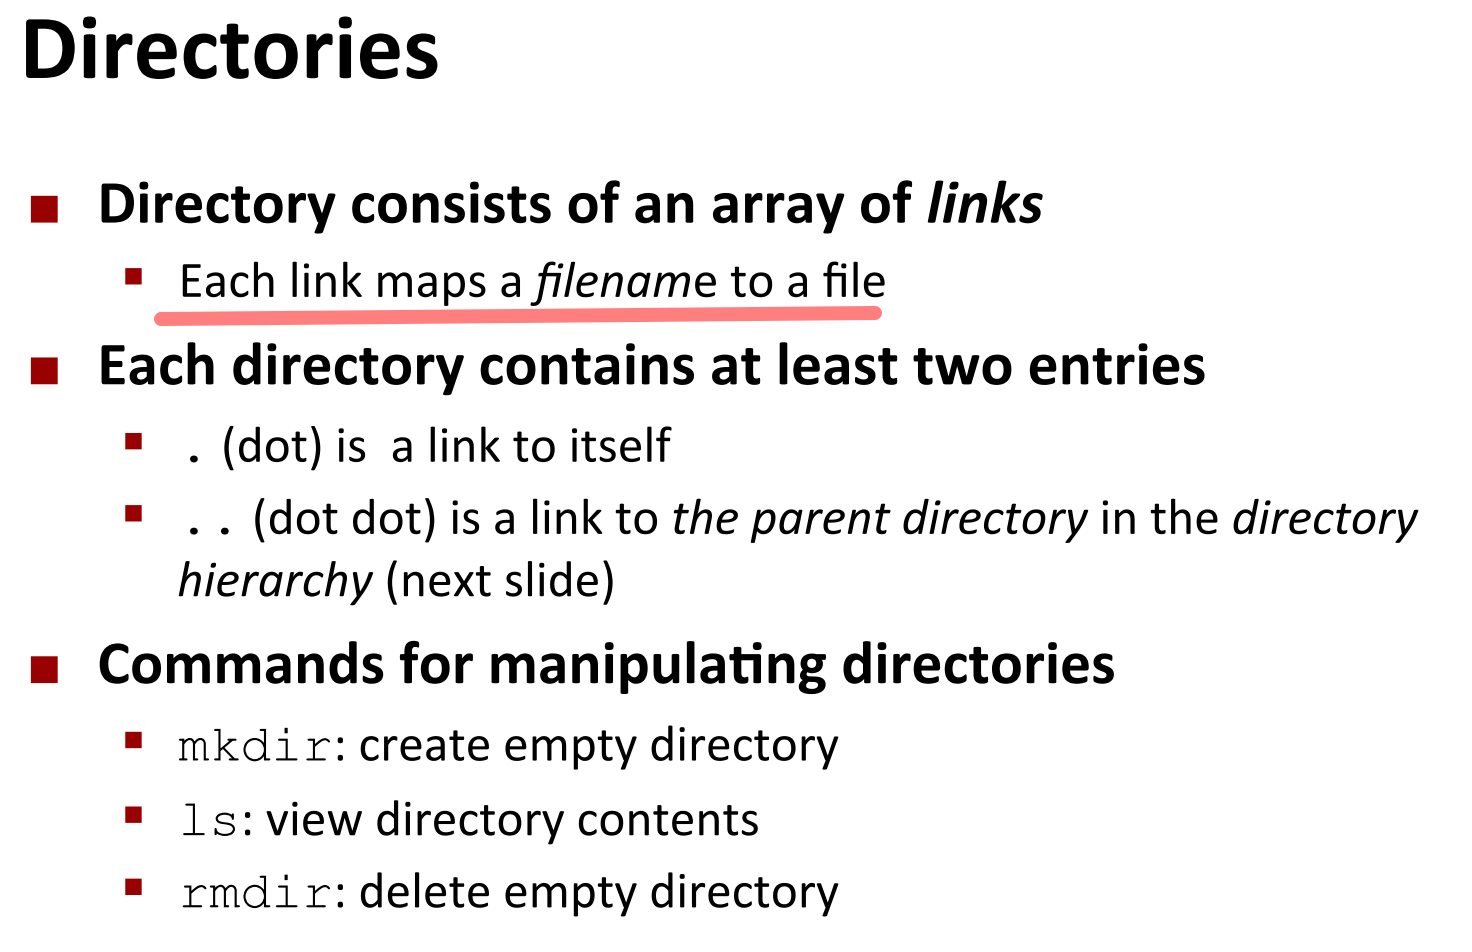 Directories
Directory consists of an array of links
Each link maps a filename to a file
Each directory contains at least two entries
. (dot) is a link to itself
.. (dot dot) is a link to the parent directory in the directory
hierarchy (next slide)
Commands for manipulating directories
mkdir: create empty directory
ls: view directory contents
rmdir: delete empty directory